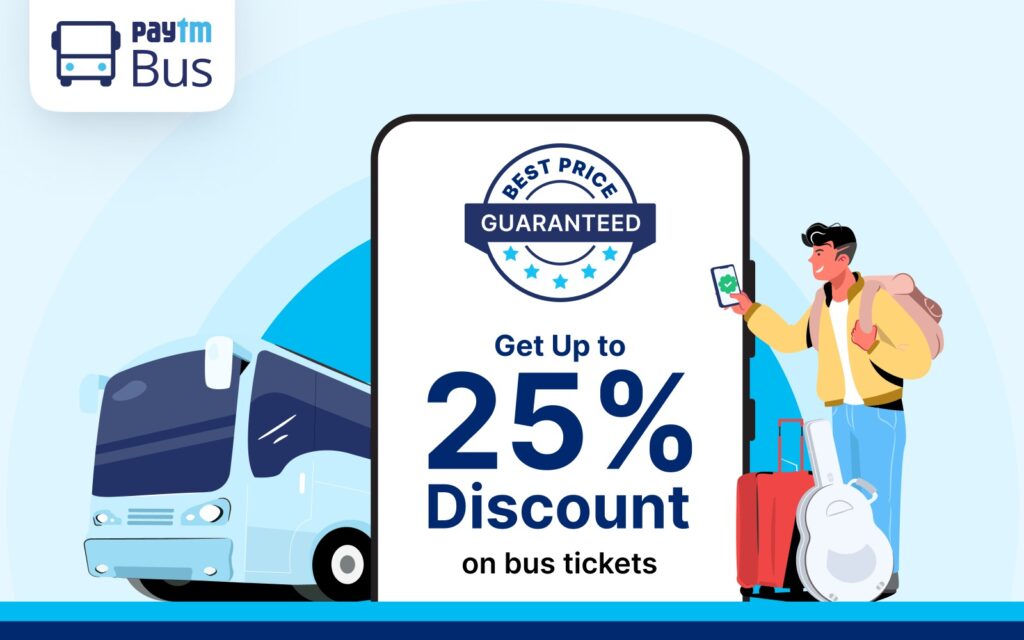 paytm
Bus
BEST PRICE
GUARANTEED
Get Up to
25%
Discount
on bus tickets